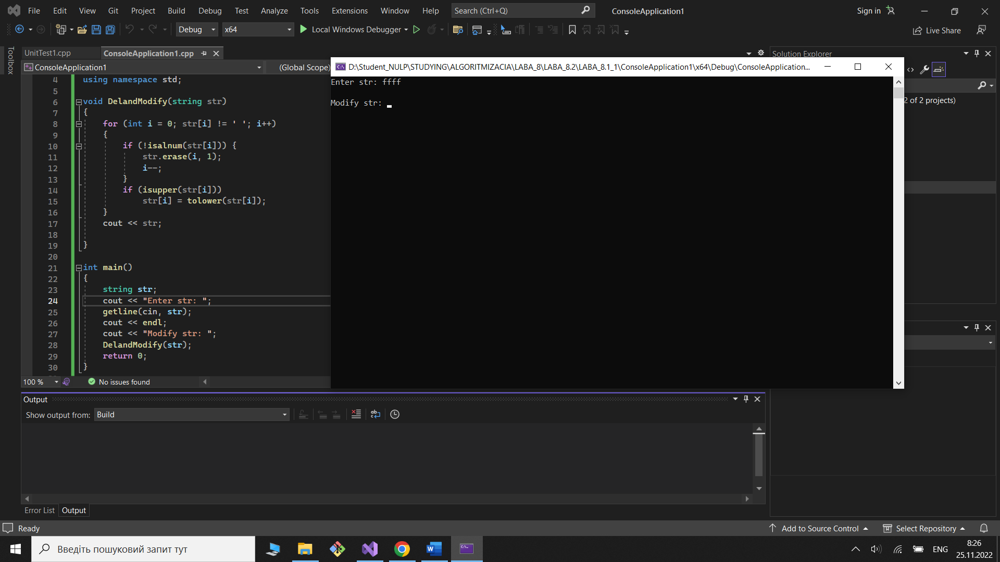 File Edit View Git Project Build Debug Test Analyze Tools Extensions Window Help Search (Ctrl+Q) ConsoleApplication1 Sign in
Debug x64 Local Windows Debugger Live Share
Toolbox
UnitTest1.cpp ConsoleApplication1.cpp
Solution Explorer
ConsoleApplication1 (Global Scope)
4 using namespace std;
5
6 void DelandModify(string str)
7 {
8 for (int i = 0; str[i] != ' '; i++)
9 {
10 if (!isalnum(str[i])) {
11 str.erase(i, 1);
12 i--;
13 }
14 if (isupper(str[i]))
15 str[i] = tolower(str[i]);
16 }
17 cout << str;
18
19 }
20
21 int main()
22 {
23 string str;
24 cout << "Enter str: ";
25 getline(cin, str);
26 cout << endl;
27 cout << "Modify str: ";
28 DelandModify(str);
29 return 0;
30 }
100 % No issues found
D:\Student_NULP\STUDYING\ALGORITMIZACIA\LABA_8\LABA_8.2\LABA_8.1_1\ConsoleApplication1\x64\Debug\ConsoleApplication...
Enter str: ffff
Modify str:
2 of 2 projects)
Output
Show output from: Build
Error List Output
Ready Add to Source Control Select Repository
Введіть пошуковий запит тут
ENG
8:26
25.11.2022